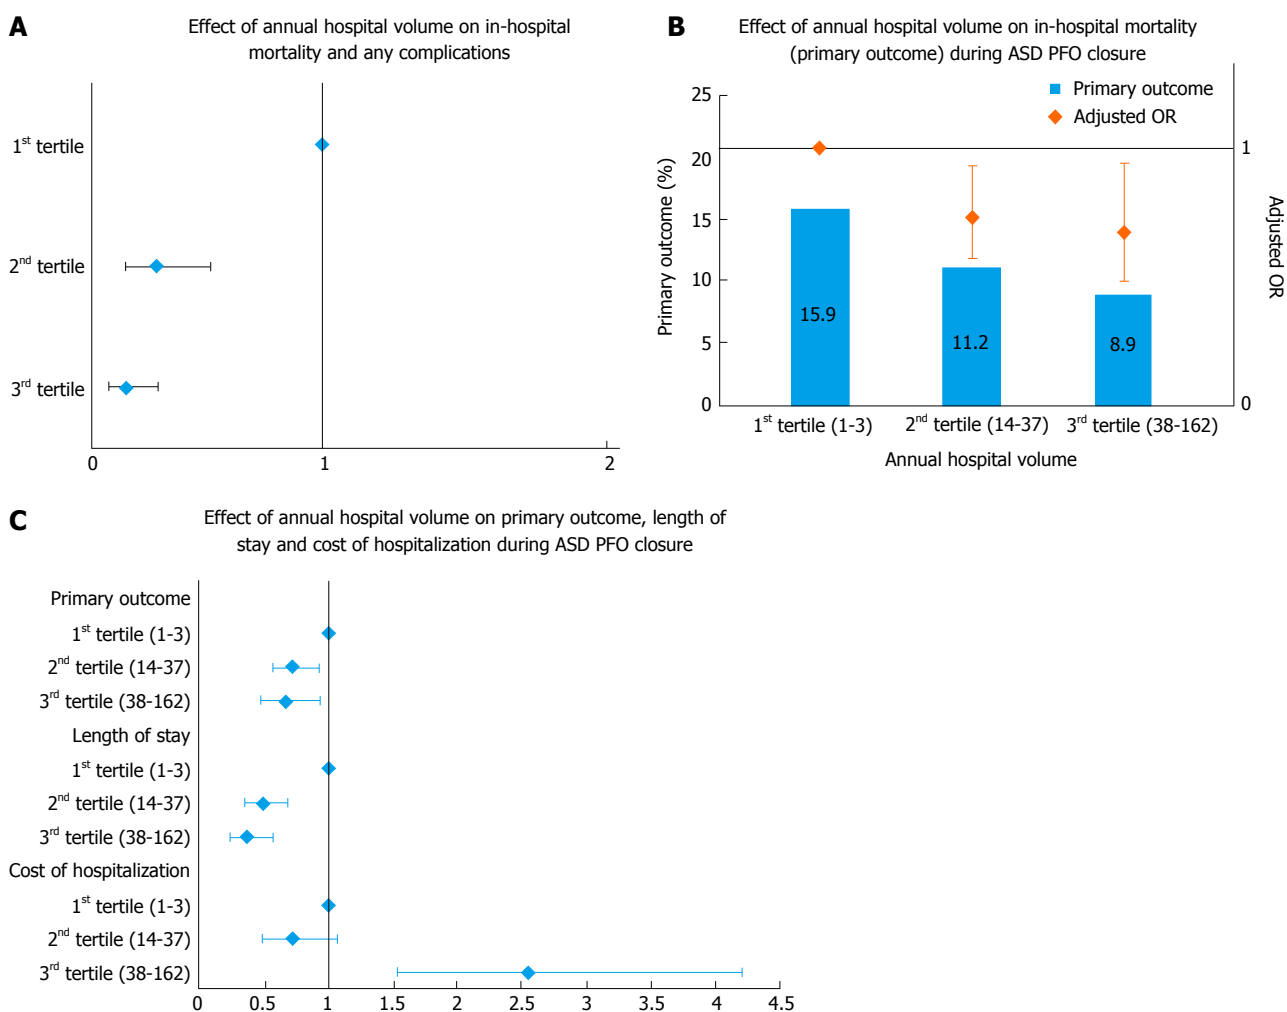 A
Effect of annual hospital volume on in-hospital
mortality and any complications
1st tertile
2nd tertile
3rd tertile
0
1
2
B
Effect of annual hospital volume on in-hospital mortality
(primary outcome) during ASD PFO closure
Primary outcome
Adjusted OR
Primary outcome (%)
25
20
15
10
5
0
1
0
Adjusted OR
15.9
11.2
8.9
1st tertile (1-3)
2nd tertile (14-37)
3rd tertile (38-162)
Annual hospital volume
C
Effect of annual hospital volume on primary outcome, length of
stay and cost of hospitalization during ASD PFO closure
Primary outcome
1st tertile (1-3)
2nd tertile (14-37)
3rd tertile (38-162)
Length of stay
1st tertile (1-3)
2nd tertile (14-37)
3rd tertile (38-162)
Cost of hospitalization
1st tertile (1-3)
2nd tertile (14-37)
3rd tertile (38-162)
0
0.5
1
1.5
2
2.5
3
3.5
4
4.5